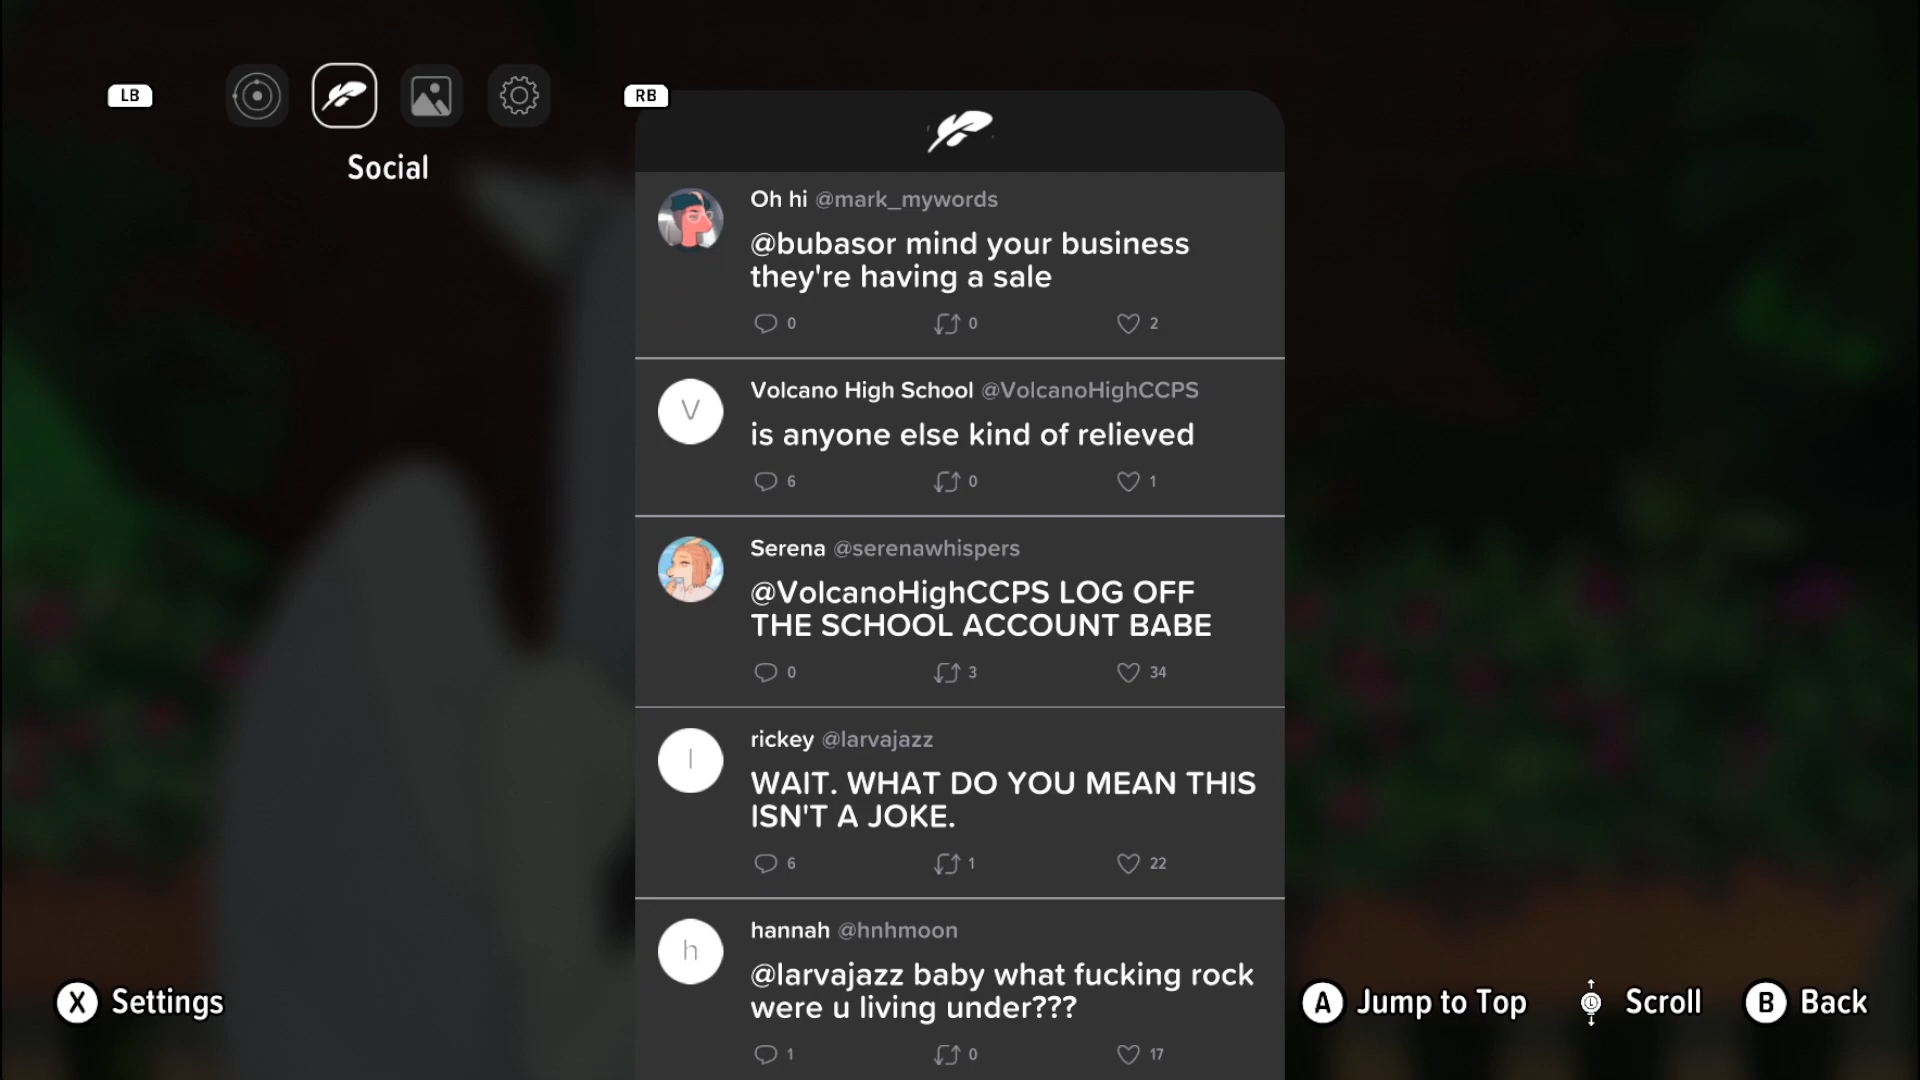 LB
RB
Social
Oh hi @mark_mywords
@bubasor mind your business
they're having a sale
0 0 2
V
Volcano High School @VolcanoHighCCPS
is anyone else kind of relieved
6 0 1
Serena @serenawhispers
@VolcanoHighCCPS LOG OFF
THE SCHOOL ACCOUNT BABE
0 3 34
l
rickey @larvajazz
WAIT. WHAT DO YOU MEAN THIS
ISN'T A JOKE.
6 1 22
h
hannah @hnhmoon
@larvajazz baby what fucking rock
were u living under???
1 0 17
X Settings
A Jump to Top
L Scroll
B Back